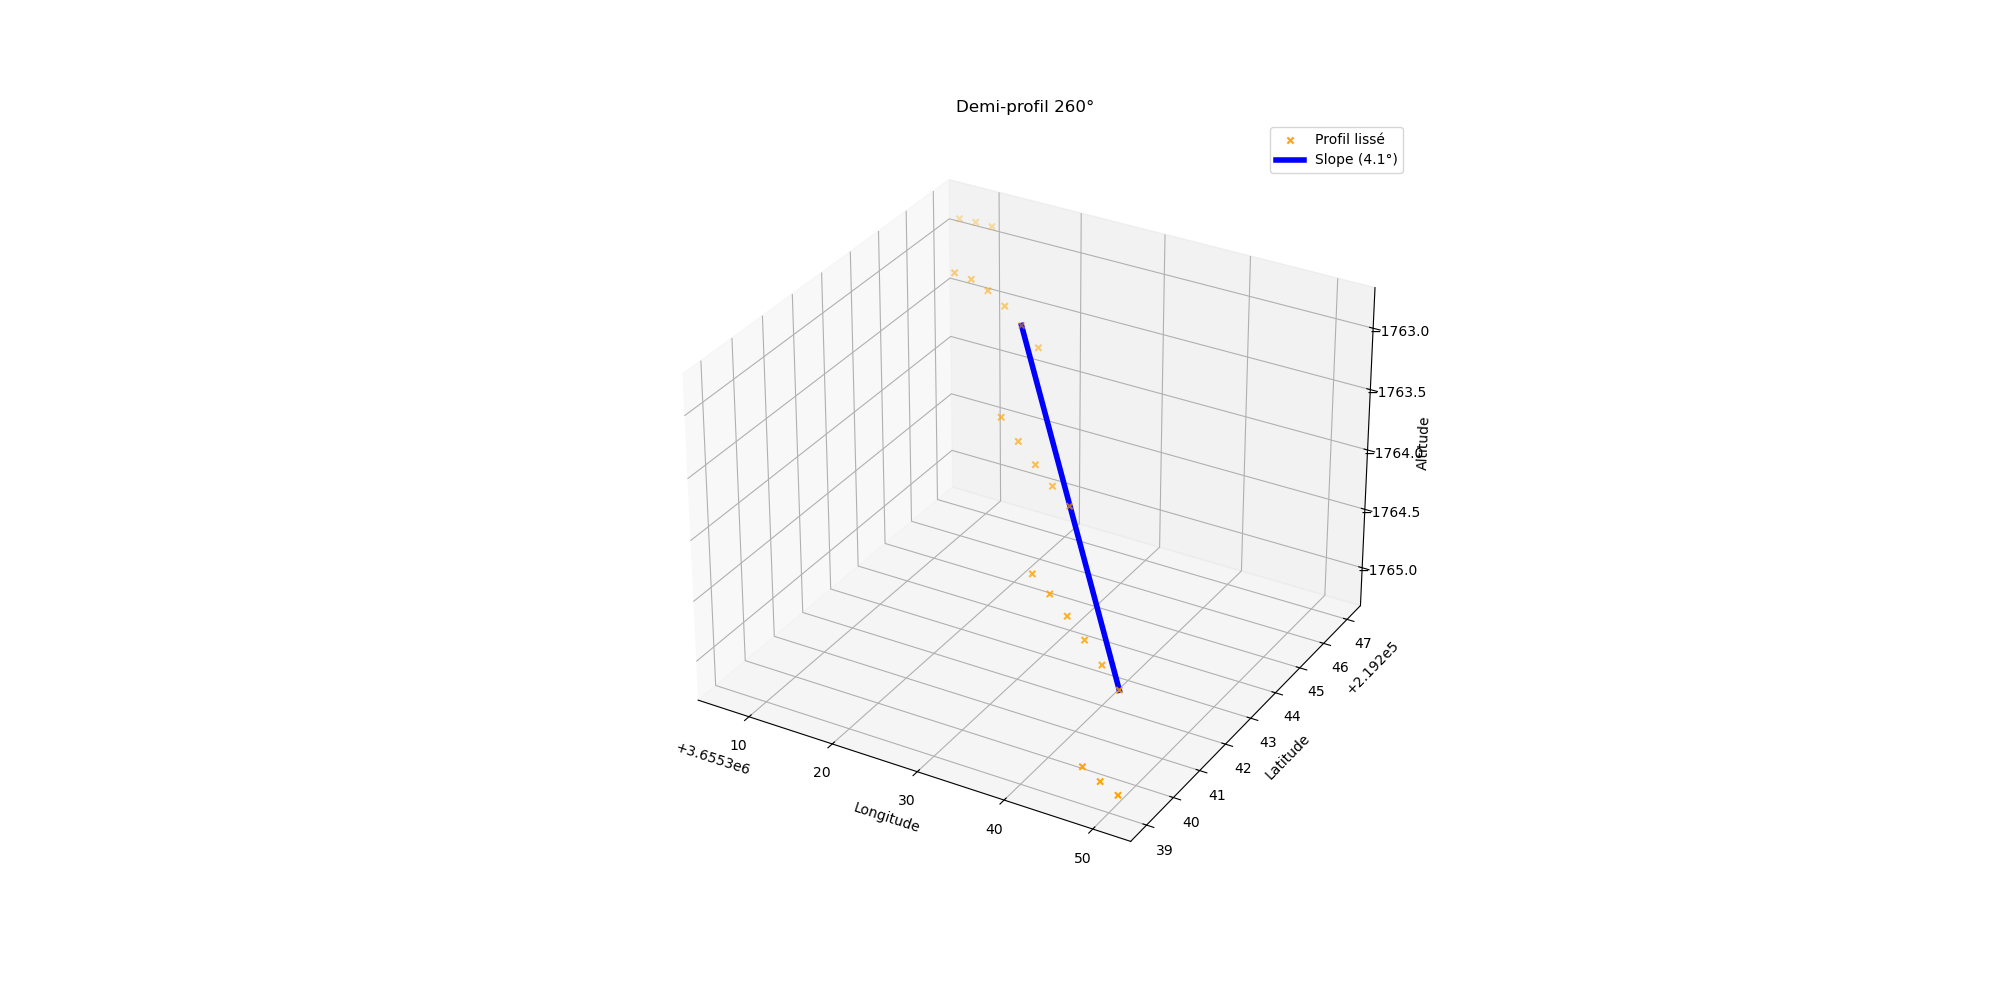 Demi-profil 260°
Profil lissé
Slope (4.1°)
−1763.0
−1763.5
−1764.0
−1764.5
−1765.0
Altitude
47
46
45
44
43
42
41
40
39
+2.192e5
Latitude
10
20
30
40
50
+3.6553e6
Longitude